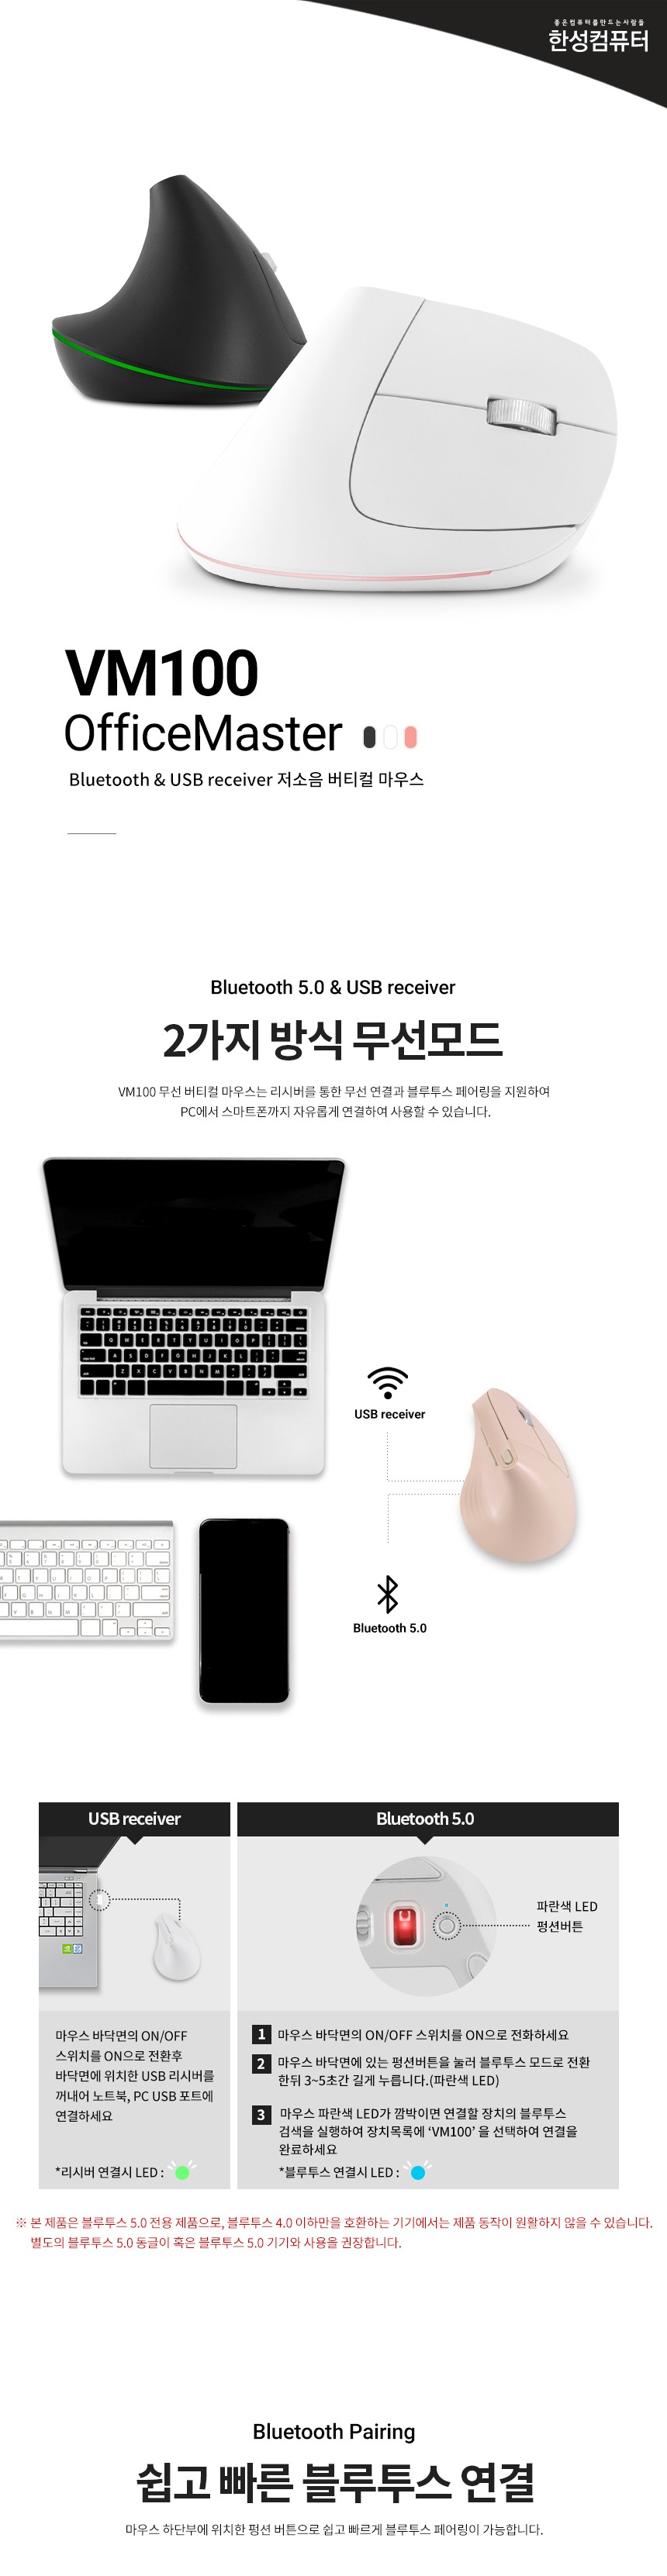 좋은컴퓨터를만드는사람들
한성컴퓨터
VM100
OfficeMaster
Bluetooth & USB receiver 저소음 버티컬 마우스
Bluetooth 5.0 & USB receiver
2가지 방식 무선모드
VM100 무선 버티컬 마우스는 리시버를 통한 무선 연결과 블루투스 페어링을 지원하여
PC에서 스마트폰까지 자유롭게 연결하여 사용할 수 있습니다.
USB receiver
Bluetooth 5.0
USB receiver
마우스 바닥면의 ON/OFF
스위치를 ON으로 전환후
바닥면에 위치한 USB 리시버를
꺼내어 노트북, PC USB 포트에
연결하세요
*리시버 연결시 LED :
Bluetooth 5.0
파란색 LED
펑션버튼
1 마우스 바닥면의 ON/OFF 스위치를 ON으로 전화하세요
2 마우스 바닥면에 있는 펑션버튼을 눌러 블루투스 모드로 전환
한뒤 3~5초간 길게 누릅니다.(파란색 LED)
3 마우스 파란색 LED가 깜박이면 연결할 장치의 블루투스
검색을 실행하여 장치목록에 ‘VM100’ 을 선택하여 연결을
완료하세요
*블루투스 연결시 LED :
※ 본 제품은 블루투스 5.0 전용 제품으로, 블루투스 4.0 이하만을 호환하는 기기에서는 제품 동작이 원활하지 않을 수 있습니다.
별도의 블루투스 5.0 동글이 혹은 블루투스 5.0 기기와 사용을 권장합니다.
Bluetooth Pairing
쉽고 빠른 블루투스 연결
마우스 하단부에 위치한 펑션 버튼으로 쉽고 빠르게 블루투스 페어링이 가능합니다.